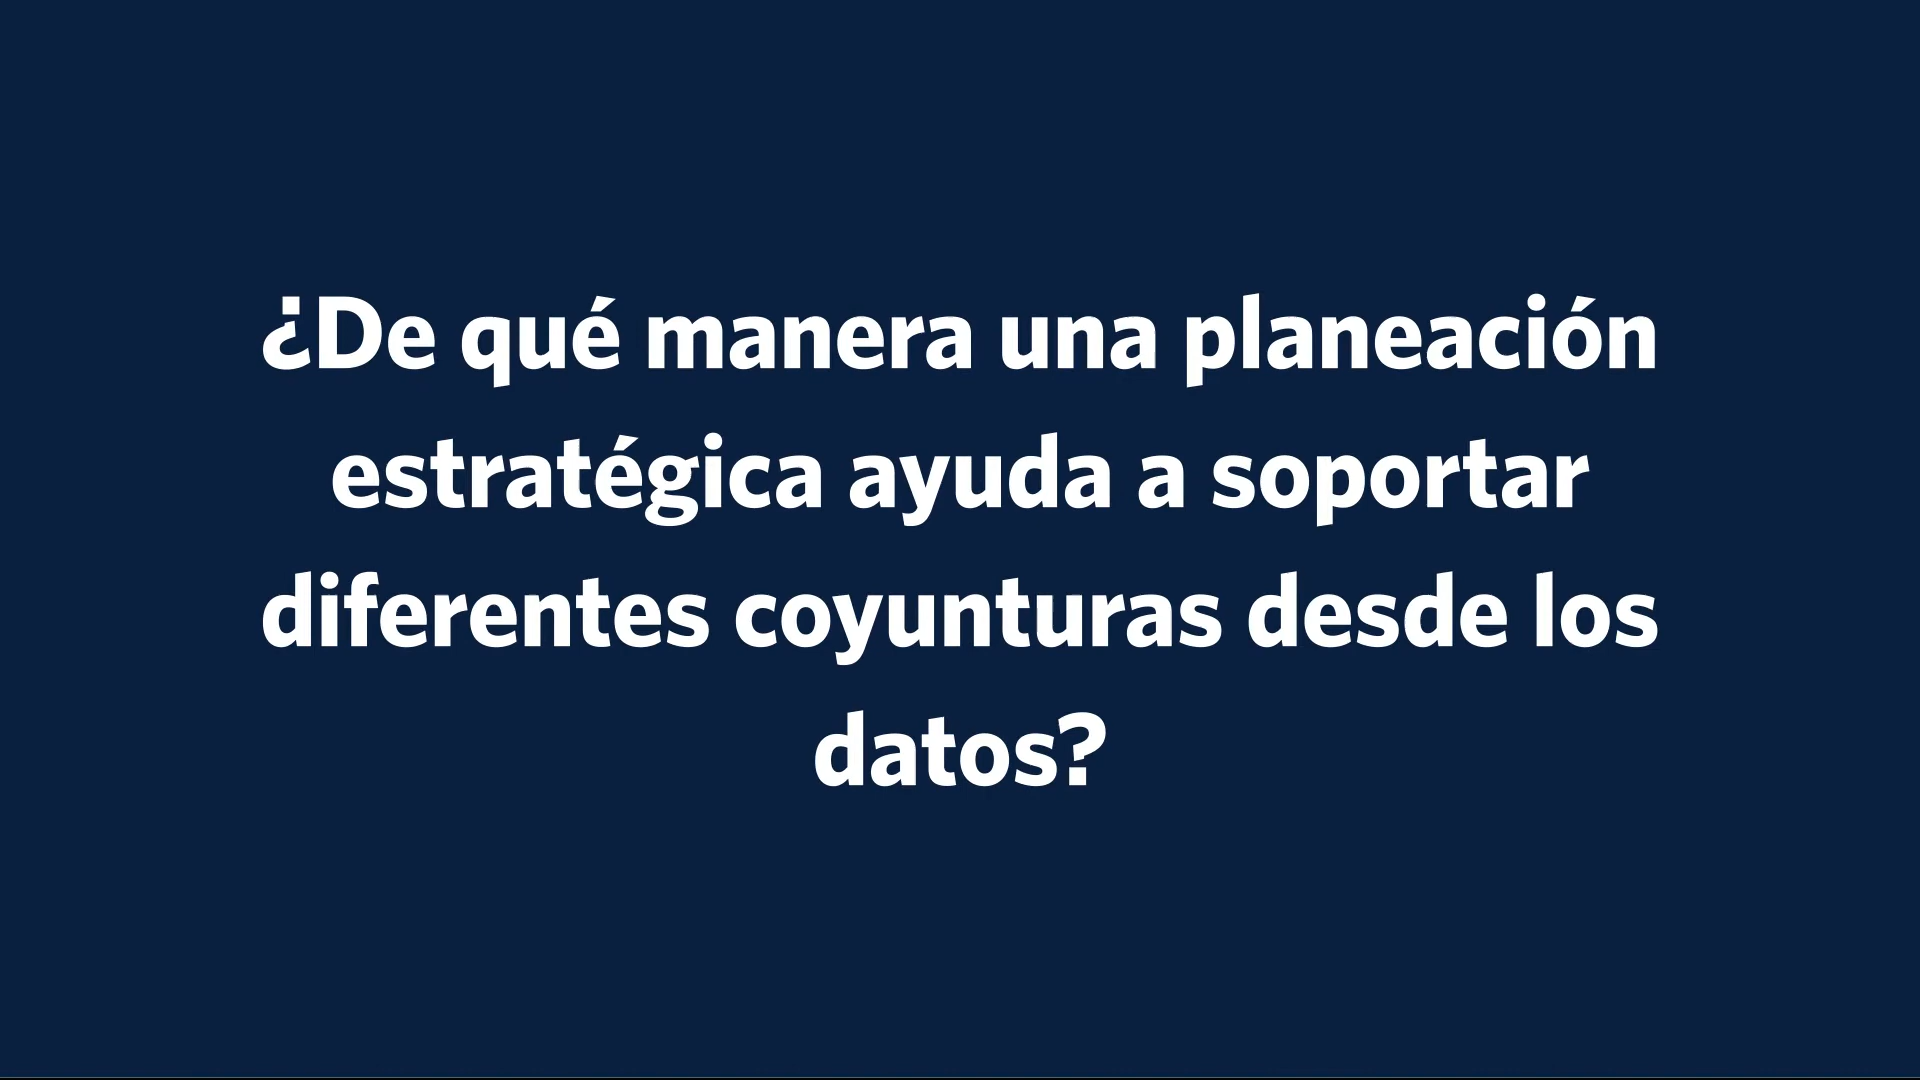 ¿De qué manera una planeación
estratégica ayuda a soportar
diferentes coyunturas desde los
datos?